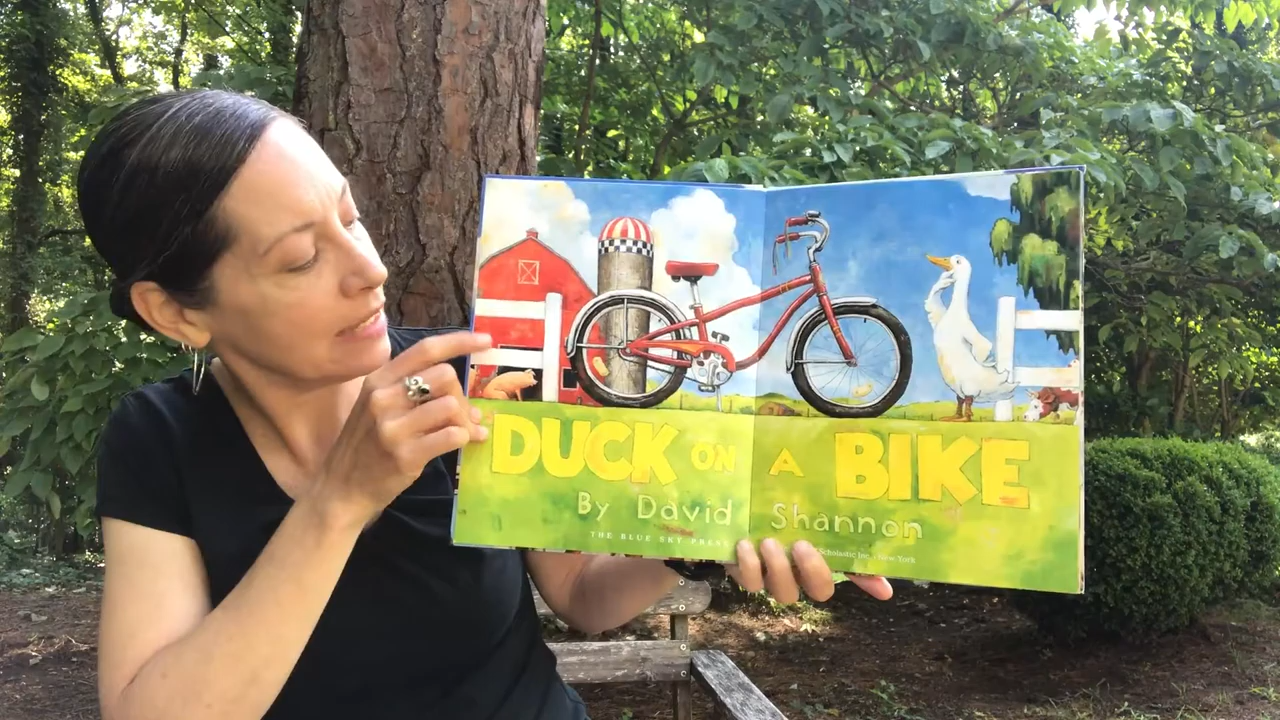 DUCK ON A BIKE
By David Shannon
THE BLUE SKY PRESS
Scholastic Inc. • New York